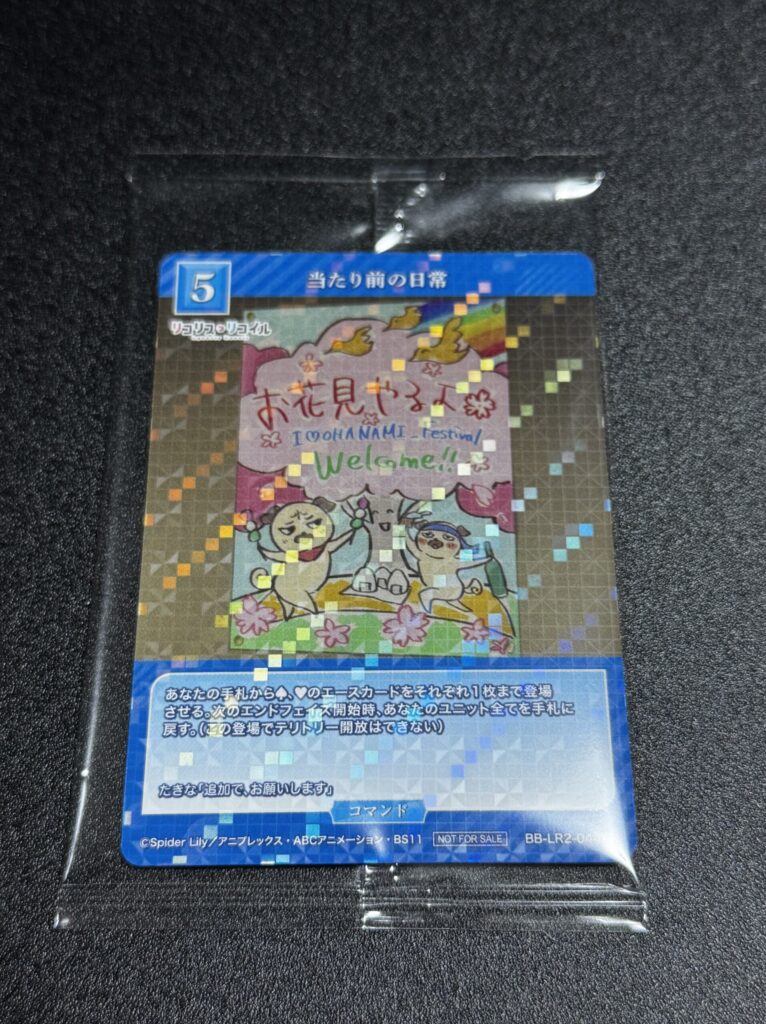 5
当たり前の日常
リコリス・リコイル
お花見やるよ
I♡OHANAMI_Festival
Welcome!!
あなたの手札から♠、♥のエースカードをそれぞれ1枚まで登場
させる。次のエンドフェイズ開始時、あなたのユニット全てを手札に
戻す。(この登場でテリトリー開放はできない)
たきな「追加で、お願いします」
コマンド
©Spider Lily／アニプレックス・ABCアニメーション・BS11 NOT FOR SALE